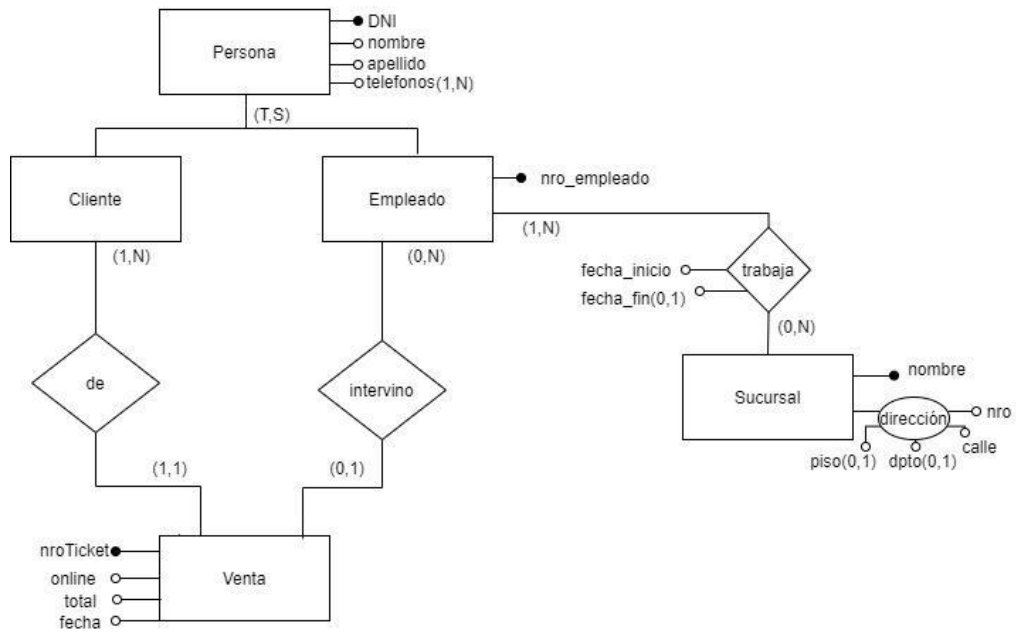 DNI
nombre
apellido
telefonos(1,N)
Persona
(T,S)
Cliente
Empleado
nro_empleado
(1,N)
(0,N)
(1,N)
fecha_inicio
trabaja
fecha_fin(0,1)
(0,N)
de
intervino
Sucursal
nombre
dirección
nro
calle
piso(0,1)
dpto(0,1)
(1,1)
(0,1)
nroTicket
online
total
fecha
Venta